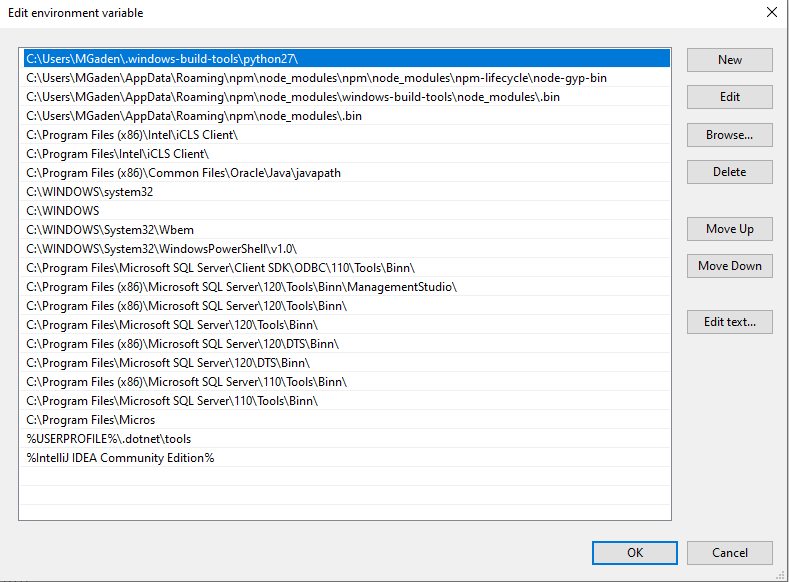 Edit environment variable
C:\Users\MGaden\.windows-build-tools\python27\
C:\Users\MGaden\AppData\Roaming\npm\node_modules\npm\node_modules\npm-lifecycle\node-gyp-bin
C:\Users\MGaden\AppData\Roaming\npm\node_modules\windows-build-tools\node_modules\.bin
C:\Users\MGaden\AppData\Roaming\npm\node_modules\.bin
C:\Program Files (x86)\Intel\iCLS Client\
C:\Program Files\Intel\iCLS Client\
C:\Program Files (x86)\Common Files\Oracle\Java\javapath
C:\WINDOWS\system32
C:\WINDOWS
C:\WINDOWS\System32\Wbem
C:\WINDOWS\System32\WindowsPowerShell\v1.0\
C:\Program Files\Microsoft SQL Server\Client SDK\ODBC\110\Tools\Binn\
C:\Program Files (x86)\Microsoft SQL Server\120\Tools\Binn\ManagementStudio\
C:\Program Files (x86)\Microsoft SQL Server\120\Tools\Binn\
C:\Program Files\Microsoft SQL Server\120\Tools\Binn\
C:\Program Files (x86)\Microsoft SQL Server\120\DTS\Binn\
C:\Program Files\Microsoft SQL Server\120\DTS\Binn\
C:\Program Files (x86)\Microsoft SQL Server\110\Tools\Binn\
C:\Program Files\Microsoft SQL Server\110\Tools\Binn\
C:\Program Files\Micros
%USERPROFILE%\.dotnet\tools
%IntelliJ IDEA Community Edition%
New
Edit
Browse...
Delete
Move Up
Move Down
Edit text...
OK
Cancel